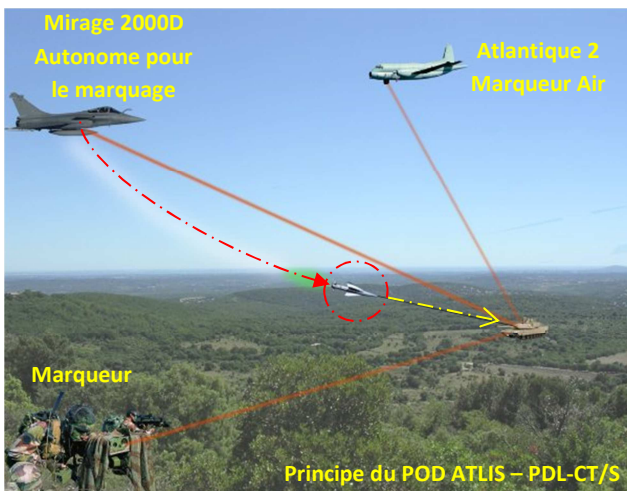 Mirage 2000D
Autonome pour
le marquage
Atlantique 2
Marqueur Air
Marqueur
Principe du POD ATLIS – PDL-CT/S